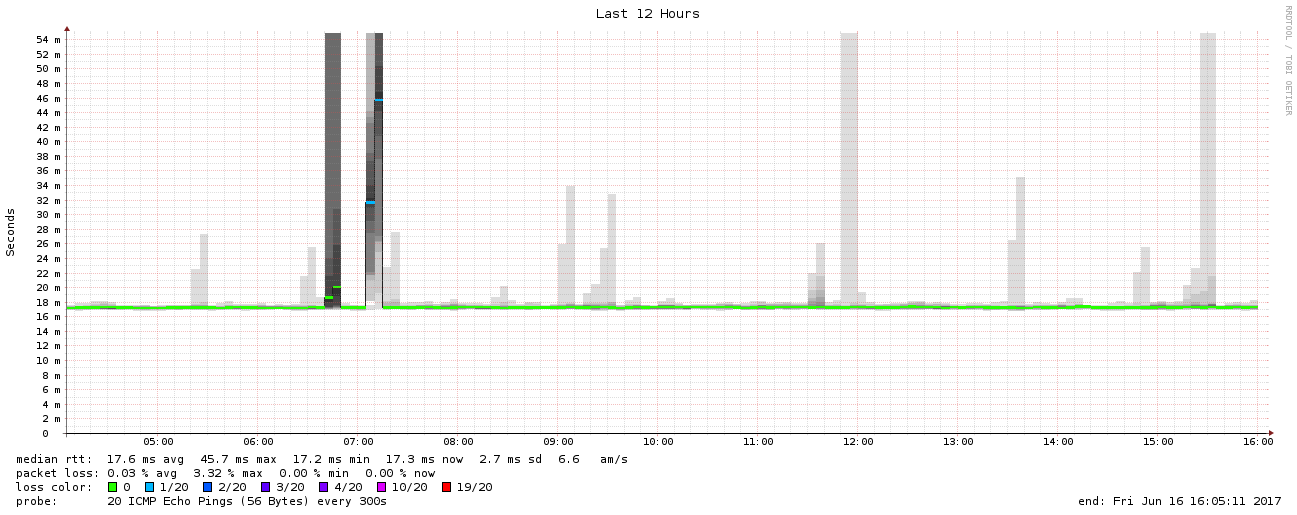 Last 12 Hours
RRDTOOL / TOBI OETIKER
Seconds
54 m
52 m
50 m
48 m
46 m
44 m
42 m
40 m
38 m
36 m
34 m
32 m
30 m
28 m
26 m
24 m
22 m
20 m
18 m
16 m
14 m
12 m
10 m
8 m
6 m
4 m
2 m
0
05:00 06:00 07:00 08:00 09:00 10:00 11:00 12:00 13:00 14:00 15:00 16:00
median rtt: 17.6 ms avg 45.7 ms max 17.2 ms min 17.3 ms now 2.7 ms sd 6.6 am/s
packet loss: 0.03 % avg 3.32 % max 0.00 % min 0.00 % now
loss color: 0 1/20 2/20 3/20 4/20 10/20 19/20
probe: 20 ICMP Echo Pings (56 Bytes) every 300s
end: Fri Jun 16 16:05:11 2017